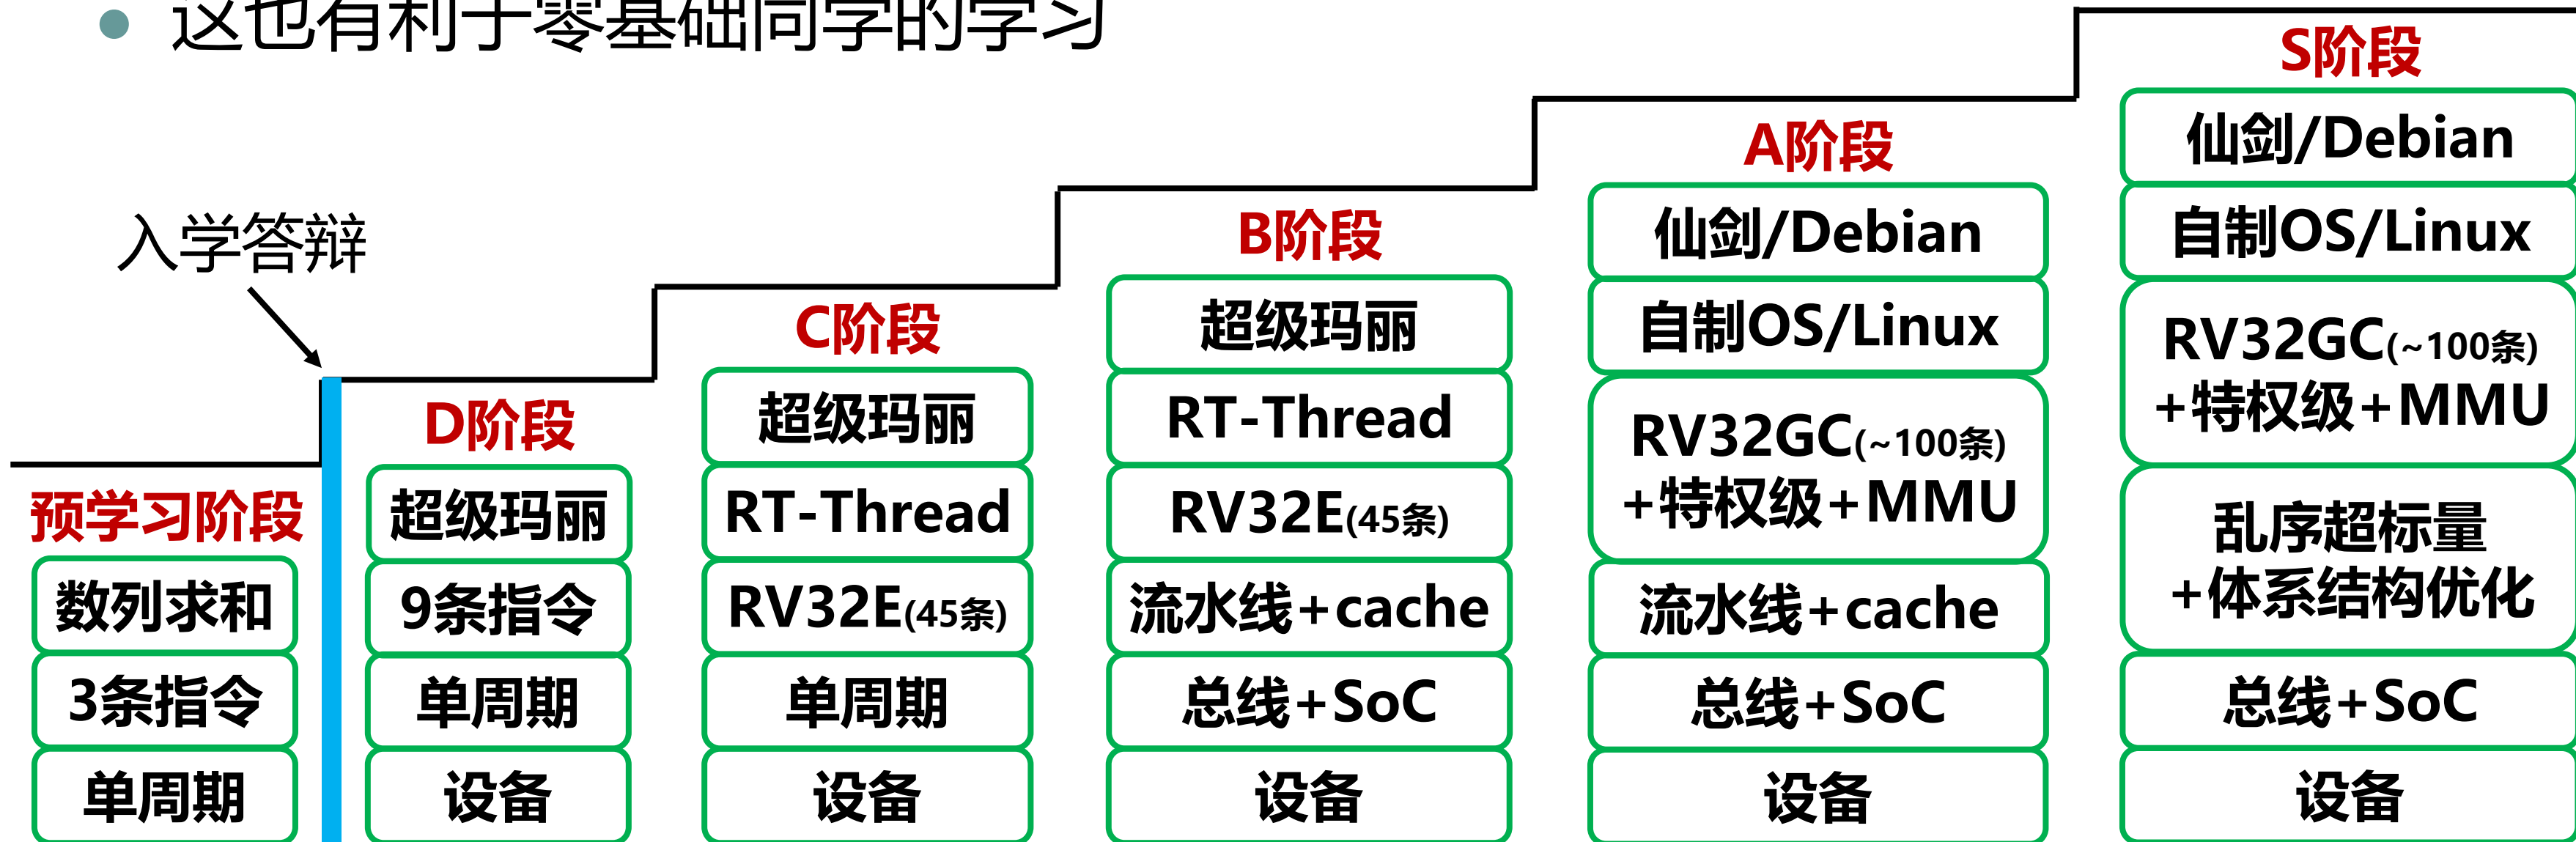 这也有利于零基础同学的学习
入学答辩
预学习阶段
数列求和
3条指令
单周期
D阶段
超级玛丽
9条指令
单周期
设备
C阶段
超级玛丽
RT-Thread
RV32E(45条)
单周期
设备
B阶段
超级玛丽
RT-Thread
RV32E(45条)
流水线+cache
总线+SoC
设备
A阶段
仙剑/Debian
自制OS/Linux
RV32GC(~100条)
+特权级+MMU
流水线+cache
总线+SoC
设备
S阶段
仙剑/Debian
自制OS/Linux
RV32GC(~100条)
+特权级+MMU
乱序超标量
+体系结构优化
总线+SoC
设备